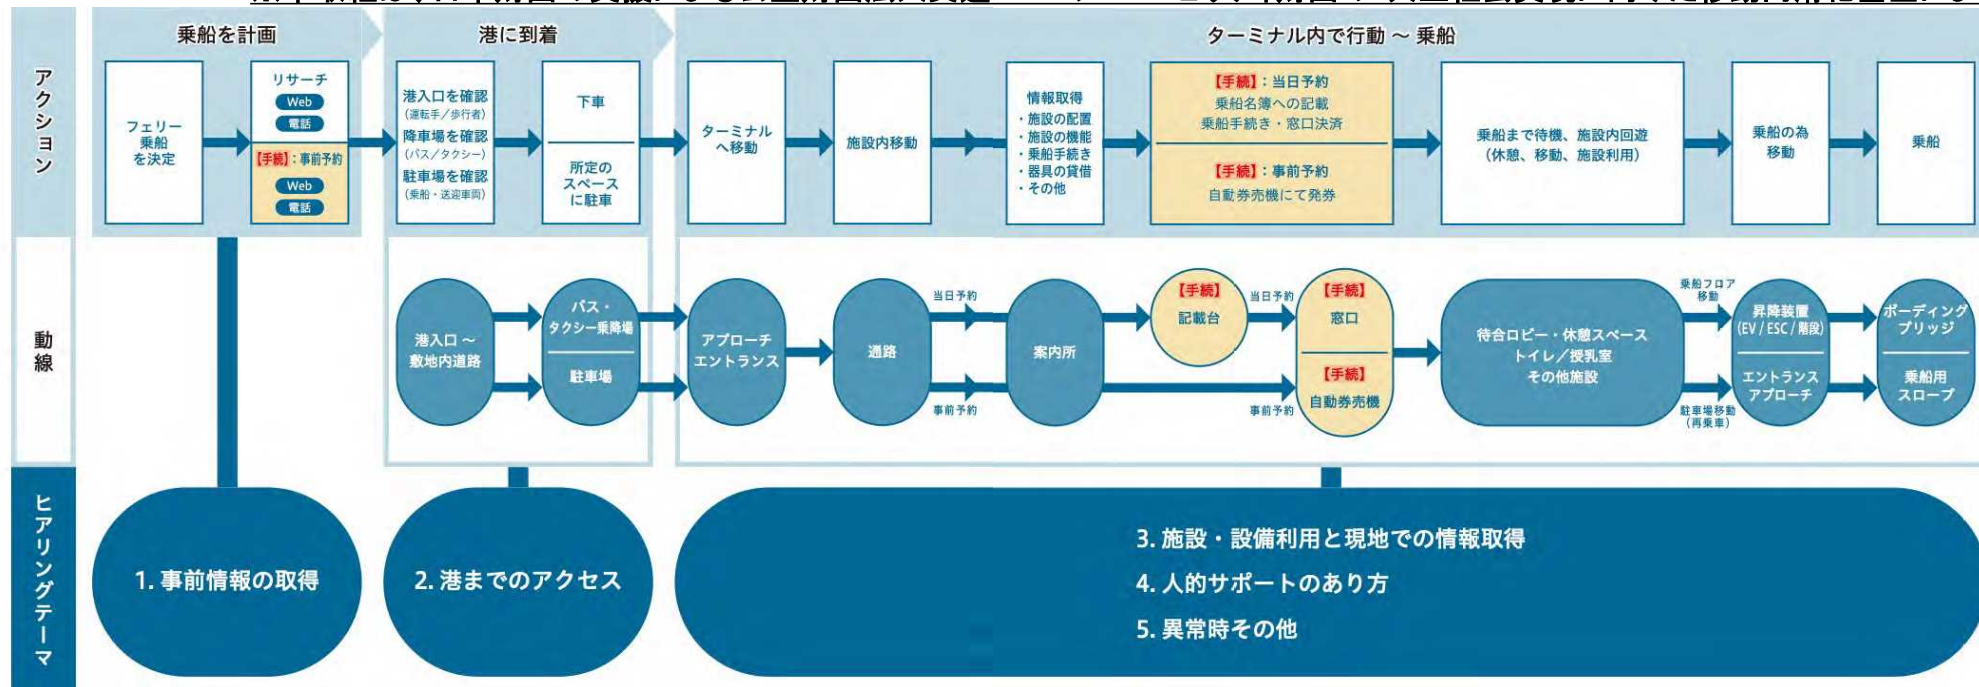 乗船を計画
港に到着
ターミナル内で行動 ~ 乗船
アクション
フェリー
乗船
を決定
リサーチ
Web
電話
【手続】:事前予約
Web
電話
港入口を確認
(運転手/歩行者)
降車場を確認
(バス/タクシー)
駐車場を確認
(乗船・送迎車両)
下車
所定の
スペース
に駐車
ターミナル
へ移動
施設内移動
情報取得
・施設の配置
・施設の機能
・乗船手続き
・器具の貸借
・その他
【手続】:当日予約
乗船名簿への記載
乗船手続き・窓口決済
【手続】:事前予約
自動券売機にて発券
乗船まで待機、施設内回遊
(休憩、移動、施設利用)
乗船の為
移動
乗船
動線
港入口~
敷地内道路
バス・
タクシー乗降場
駐車場
アプローチ
エントランス
通路
当日予約
事前予約
案内所
【手続】
記載台
当日予約
事前予約
【手続】
窓口
【手続】
自動券売機
待合ロビー・休憩スペース
トイレ/授乳室
その他施設
乗船フロア
移動
駐車場移動
(再乗車)
昇降装置
(EV / ESC / 階段)
エントランス
アプローチ
ボーディング
ブリッジ
乗船用
スロープ
ヒアリングテーマ
1. 事前情報の取得
2. 港までのアクセス
3. 施設・設備利用と現地での情報取得
4. 人的サポートのあり方
5. 異常時その他